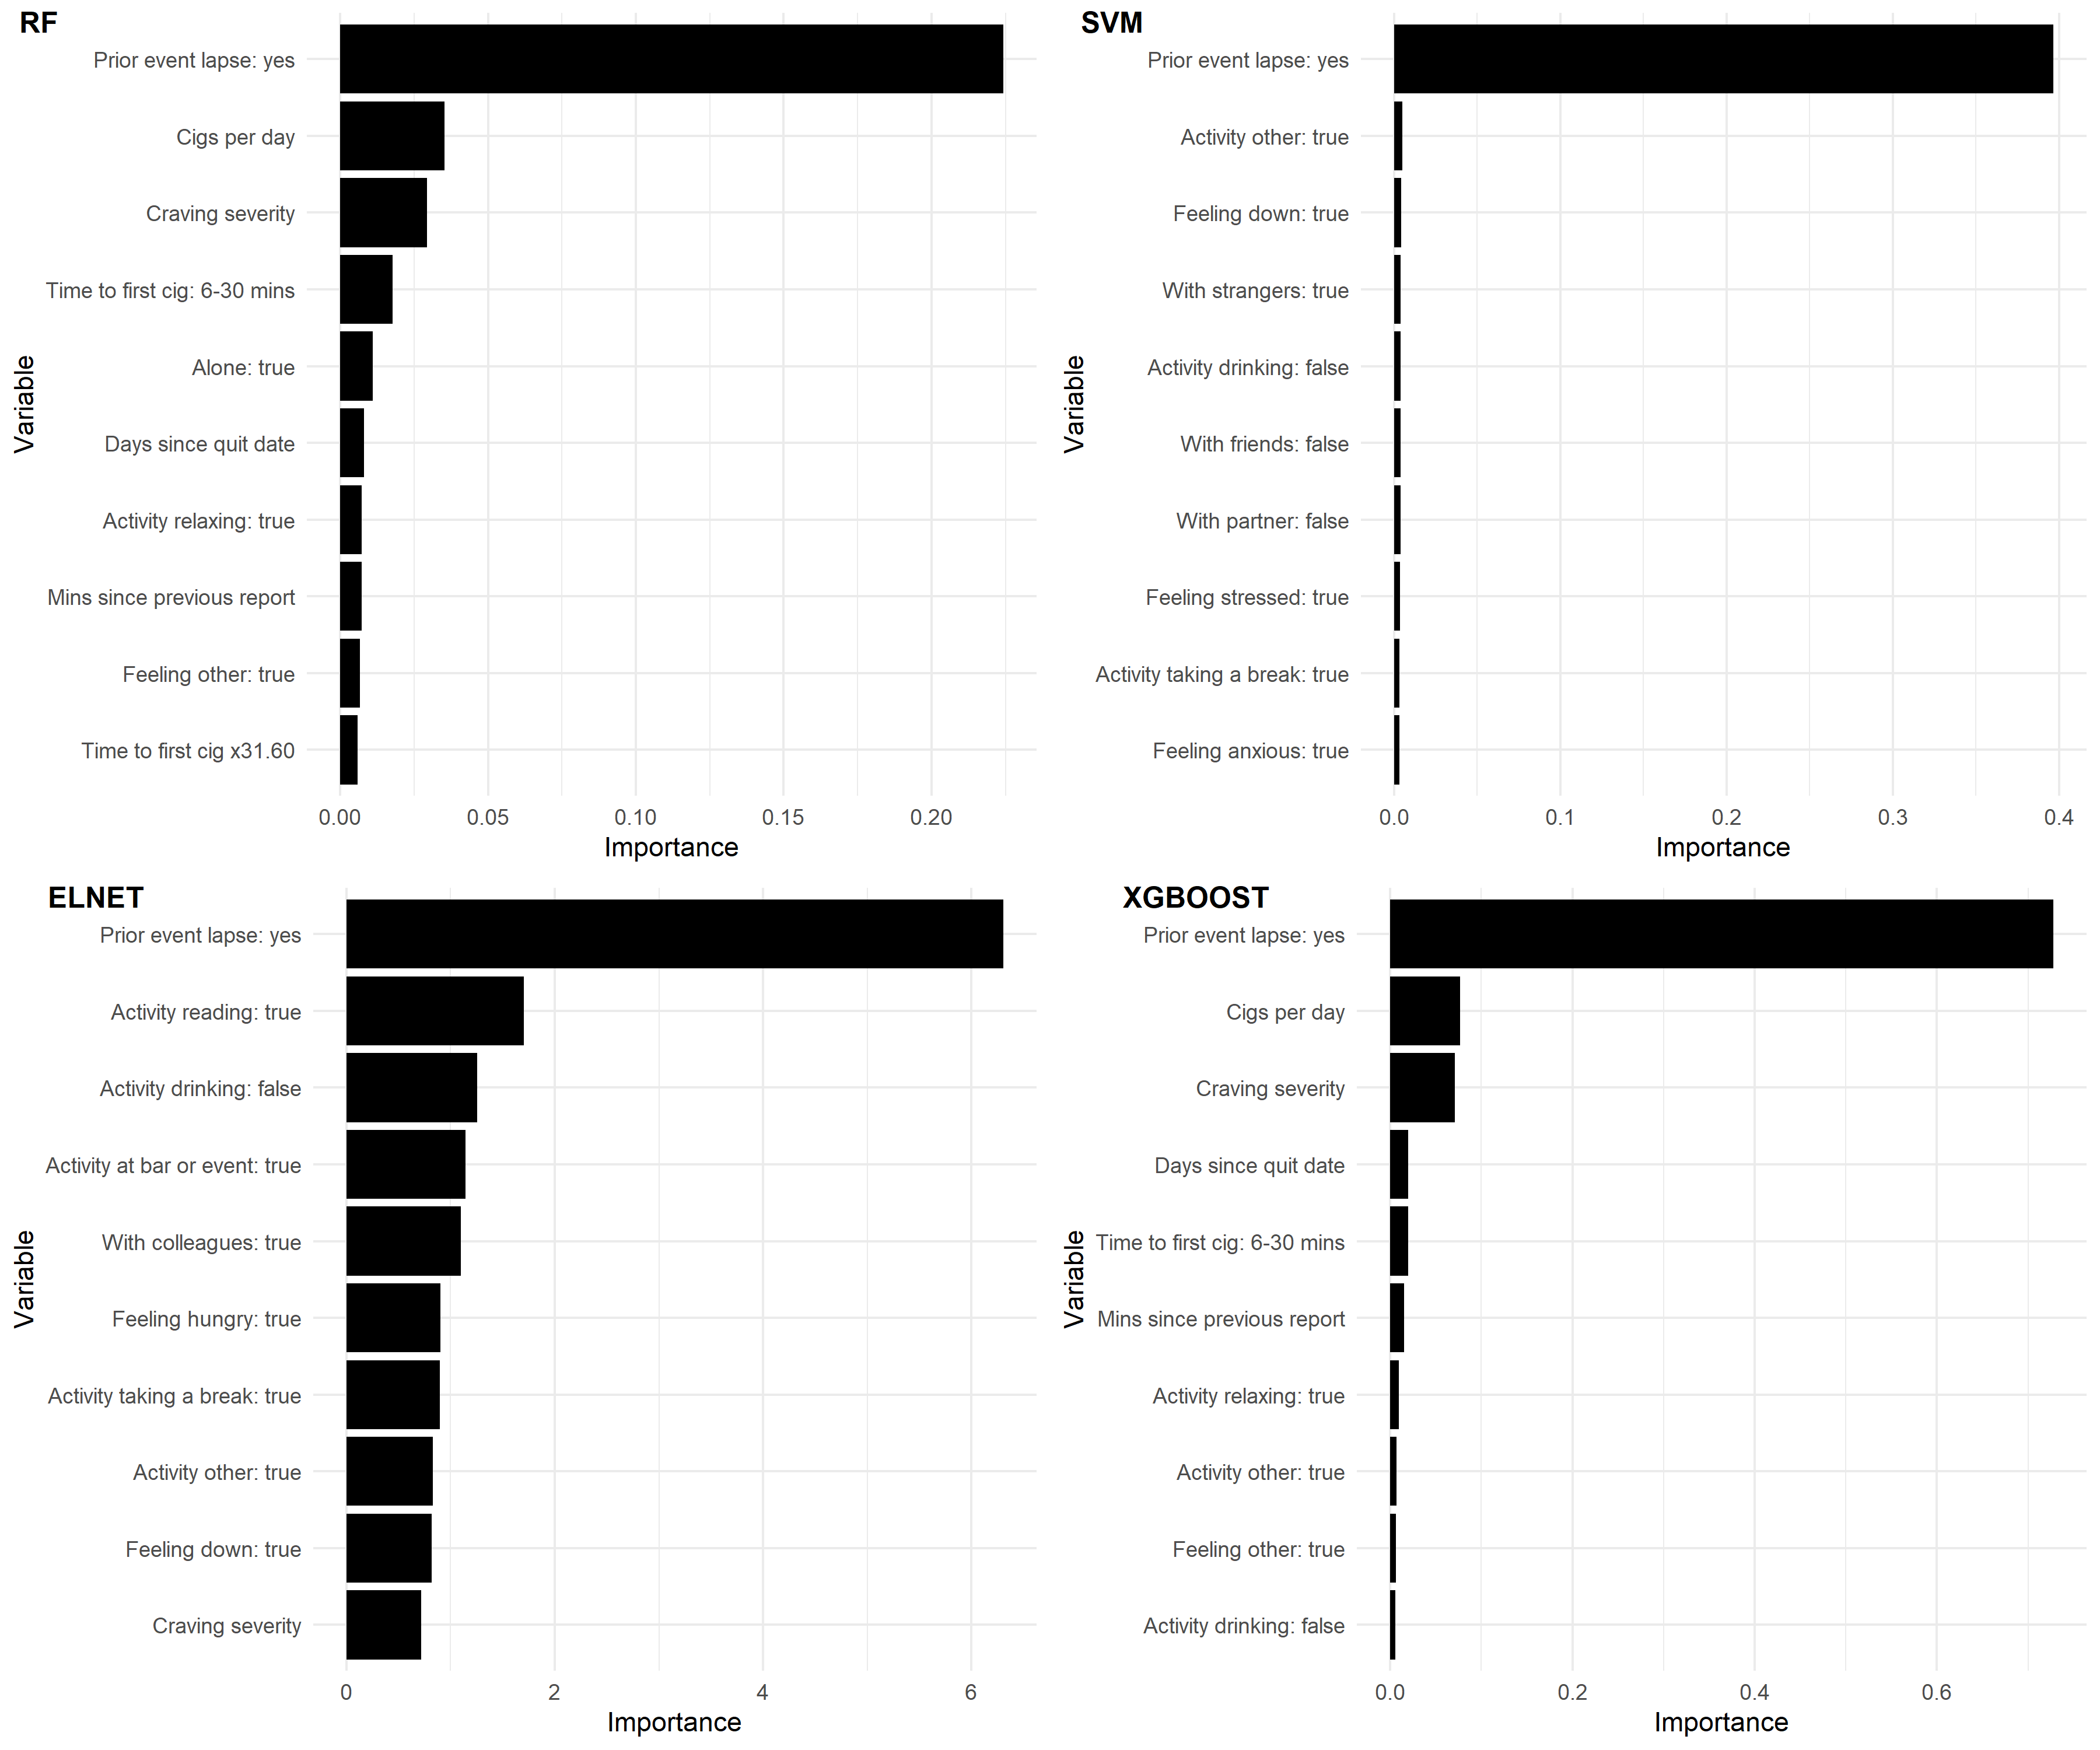 RF
Prior event lapse: yes
Cigs per day
Craving severity
Time to first cig: 6-30 mins
Alone: true
Days since quit date
Activity relaxing: true
Mins since previous report
Feeling other: true
Time to first cig x31.60
Variable
0.00 0.05 0.10 0.15 0.20
Importance
SVM
Prior event lapse: yes
Activity other: true
Feeling down: true
With strangers: true
Activity drinking: false
With friends: false
With partner: false
Feeling stressed: true
Activity taking a break: true
Feeling anxious: true
Variable
0.0 0.1 0.2 0.3 0.4
Importance
ELNET
Prior event lapse: yes
Activity reading: true
Activity drinking: false
Activity at bar or event: true
With colleagues: true
Feeling hungry: true
Activity taking a break: true
Activity other: true
Feeling down: true
Craving severity
Variable
0 2 4 6
Importance
XGBOOST
Prior event lapse: yes
Cigs per day
Craving severity
Days since quit date
Time to first cig: 6-30 mins
Mins since previous report
Activity relaxing: true
Activity other: true
Feeling other: true
Activity drinking: false
Variable
0.0 0.2 0.4 0.6
Importance